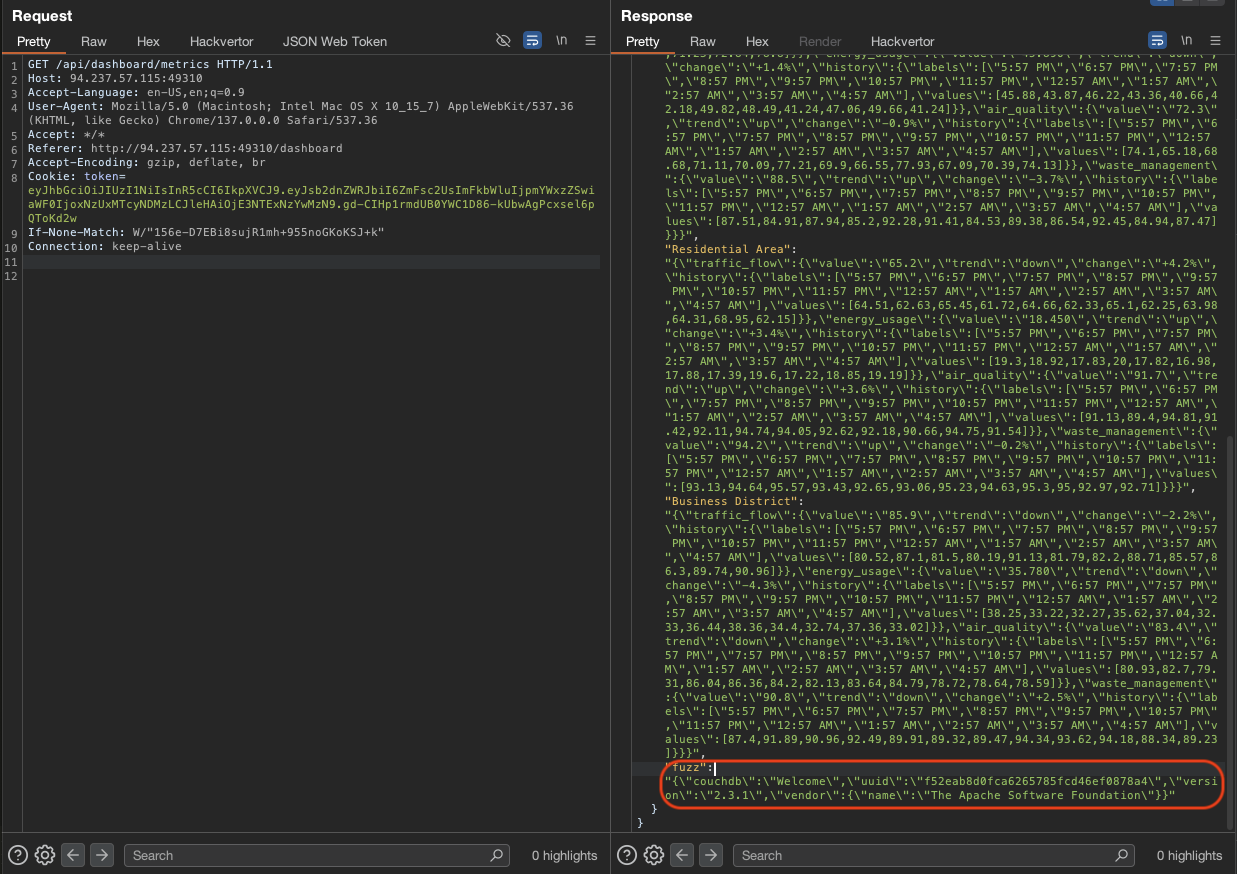 Request
Pretty Raw Hex Hackvertor JSON Web Token \n
1 GET /api/dashboard/metrics HTTP/1.1
2 Host: 94.237.57.115:49310
3 Accept-Language: en-US,en;q=0.9
4 User-Agent: Mozilla/5.0 (Macintosh; Intel Mac OS X 10_15_7) AppleWebKit/537.36
(KHTML, like Gecko) Chrome/137.0.0.0 Safari/537.36
5 Accept: */*
6 Referer: http://94.237.57.115:49310/dashboard
7 Accept-Encoding: gzip, deflate, br
8 Cookie: token=
eyJhbGciOiJIUzI1NiIsInR5cCI6IkpXVCJ9.eyJsb2dnZWRJbiI6ZmFsc2UsImFkbWluIjpmYWxzZSwi
aWF0IjoxNzUxMTcyNDMzLCJleHAiOjE3NTExNzYwMzN9.gd-CIHp1rmdUB0YWC1D86-kUbwAgPcxsel6p
QToKd2w
9 If-None-Match: W/"156e-D7EBi8sujR1mh+955noGKoKSJ+k"
10 Connection: keep-alive
11
12
Search 0 highlights
Response
Pretty Raw Hex Render Hackvertor \n
\"change\":\"+1.4%\",\"history\":{\"labels\":[\"5:57 PM\",\"6:57 PM\",\"7:57 PM
\",\"8:57 PM\",\"9:57 PM\",\"10:57 PM\",\"11:57 PM\",\"12:57 AM\",\"1:57 AM\",\
"2:57 AM\",\"3:57 AM\",\"4:57 AM\"],\"values\":[45.88,43.87,46.22,43.36,40.66,4
2.18,49.82,48.49,41.24,47.06,49.66,41.24]}},\"air_quality\":{\"value\":\"72.3\"
,\"trend\":\"up\",\"change\":\"-0.9%\",\"history\":{\"labels\":[\"5:57 PM\",\"6
:57 PM\",\"7:57 PM\",\"8:57 PM\",\"9:57 PM\",\"10:57 PM\",\"11:57 PM\",\"12:57
AM\",\"1:57 AM\",\"2:57 AM\",\"3:57 AM\",\"4:57 AM\"],\"values\":[74.1,65.18,68
.68,71.11,70.09,77.21,69.9,66.55,77.93,67.09,70.39,74.13]}},\"waste_management\
":{\"value\":\"88.5\",\"trend\":\"up\",\"change\":\"-3.7%\",\"history\":{\"labe
ls\":[\"5:57 PM\",\"6:57 PM\",\"7:57 PM\",\"8:57 PM\",\"9:57 PM\",\"10:57 PM\",
\"11:57 PM\",\"12:57 AM\",\"1:57 AM\",\"2:57 AM\",\"3:57 AM\",\"4:57 AM\"],\"va
lues\":[87.51,84.91,87.94,85.2,92.28,91.41,84.53,89.38,86.54,92.45,84.94,87.47]
}}}",
"Residential Area":
"{\"traffic_flow\":{\"value\":\"65.2\",\"trend\":\"down\",\"change\":\"+4.2%\",
\"history\":{\"labels\":[\"5:57 PM\",\"6:57 PM\",\"7:57 PM\",\"8:57 PM\",\"9:57
PM\",\"10:57 PM\",\"11:57 PM\",\"12:57 AM\",\"1:57 AM\",\"2:57 AM\",\"3:57 AM\"
,\"4:57 AM\"],\"values\":[64.51,62.63,65.45,61.72,64.66,62.33,65.1,62.25,63.98
,64.31,68.95,62.15]}},\"energy_usage\":{\"value\":\"18.450\",\"trend\":\"up\",\
"change\":\"+3.4%\",\"history\":{\"labels\":[\"5:57 PM\",\"6:57 PM\",\"7:57 PM\
",\"8:57 PM\",\"9:57 PM\",\"10:57 PM\",\"11:57 PM\",\"12:57 AM\",\"1:57 AM\",\"
2:57 AM\",\"3:57 AM\",\"4:57 AM\"],\"values\":[19.3,18.92,17.83,20,17.82,16.98,
17.88,17.39,19.6,17.22,18.85,19.19]}},\"air_quality\":{\"value\":\"91.7\",\"tre
nd\":\"up\",\"change\":\"+3.6%\",\"history\":{\"labels\":[\"5:57 PM\",\"6:57 PM
\",\"7:57 PM\",\"8:57 PM\",\"9:57 PM\",\"10:57 PM\",\"11:57 PM\",\"12:57 AM\",
\"1:57 AM\",\"2:57 AM\",\"3:57 AM\",\"4:57 AM\"],\"values\":[91.13,89.4,94.81,91
.42,92.11,94.74,94.05,92.62,92.18,90.66,94.75,91.54]}},\"waste_management\":{\"
value\":\"94.2\",\"trend\":\"up\",\"change\":\"-0.2%\",\"history\":{\"labels\":
[\"5:57 PM\",\"6:57 PM\",\"7:57 PM\",\"8:57 PM\",\"9:57 PM\",\"10:57 PM\",\"11:
57 PM\",\"12:57 AM\",\"1:57 AM\",\"2:57 AM\",\"3:57 AM\",\"4:57 AM\"],\"values\
":[93.13,94.64,95.57,93.43,92.65,93.06,95.23,94.63,95.3,95,92.97,92.71]}}}",
"Business District":
"{\"traffic_flow\":{\"value\":\"85.9\",\"trend\":\"down\",\"change\":\"-2.2%\",
\"history\":{\"labels\":[\"5:57 PM\",\"6:57 PM\",\"7:57 PM\",\"8:57 PM\",\"9:57
PM\",\"10:57 PM\",\"11:57 PM\",\"12:57 AM\",\"1:57 AM\",\"2:57 AM\",\"3:57 AM\"
,\"4:57 AM\"],\"values\":[80.52,87.1,81.5,80.19,91.13,81.79,82.2,88.71,85.57,8
6.3,89.74,90.96]}},\"energy_usage\":{\"value\":\"35.780\",\"trend\":\"down\",\"
change\":\"-4.3%\",\"history\":{\"labels\":[\"5:57 PM\",\"6:57 PM\",\"7:57 PM\"
,\"8:57 PM\",\"9:57 PM\",\"10:57 PM\",\"11:57 PM\",\"12:57 AM\",\"1:57 AM\",\"2
:57 AM\",\"3:57 AM\",\"4:57 AM\"],\"values\":[38.25,33.22,32.27,35.62,37.04,32.
33,36.44,38.36,34.4,32.74,37.36,33.02]}},\"air_quality\":{\"value\":\"83.4\",\"
trend\":\"down\",\"change\":\"+3.1%\",\"history\":{\"labels\":[\"5:57 PM\",\"6:
57 PM\",\"7:57 PM\",\"8:57 PM\",\"9:57 PM\",\"10:57 PM\",\"11:57 PM\",\"12:57 A
M\",\"1:57 AM\",\"2:57 AM\",\"3:57 AM\",\"4:57 AM\"],\"values\":[80.93,82.7,79.
31,86.04,86.36,84.2,82.13,83.64,84.79,78.72,78.64,78.59]}},\"waste_management\"
:{\"value\":\"90.8\",\"trend\":\"down\",\"change\":\"+2.5%\",\"history\":{\"lab
els\":[\"5:57 PM\",\"6:57 PM\",\"7:57 PM\",\"8:57 PM\",\"9:57 PM\",\"10:57 PM\"
,\"11:57 PM\",\"12:57 AM\",\"1:57 AM\",\"2:57 AM\",\"3:57 AM\",\"4:57 AM\"],\"v
alues\":[87.4,91.89,90.96,92.49,89.91,89.32,89.47,94.34,93.62,94.18,88.34,89.23
]}}}",
"fuzz":
"{\"couchdb\":\"Welcome\",\"uuid\":\"f52eab8d0fca6265785fcd46ef0878a4\",\"versi
on\":\"2.3.1\",\"vendor\":{\"name\":\"The Apache Software Foundation\"}}"
}
}
Search 0 highlights